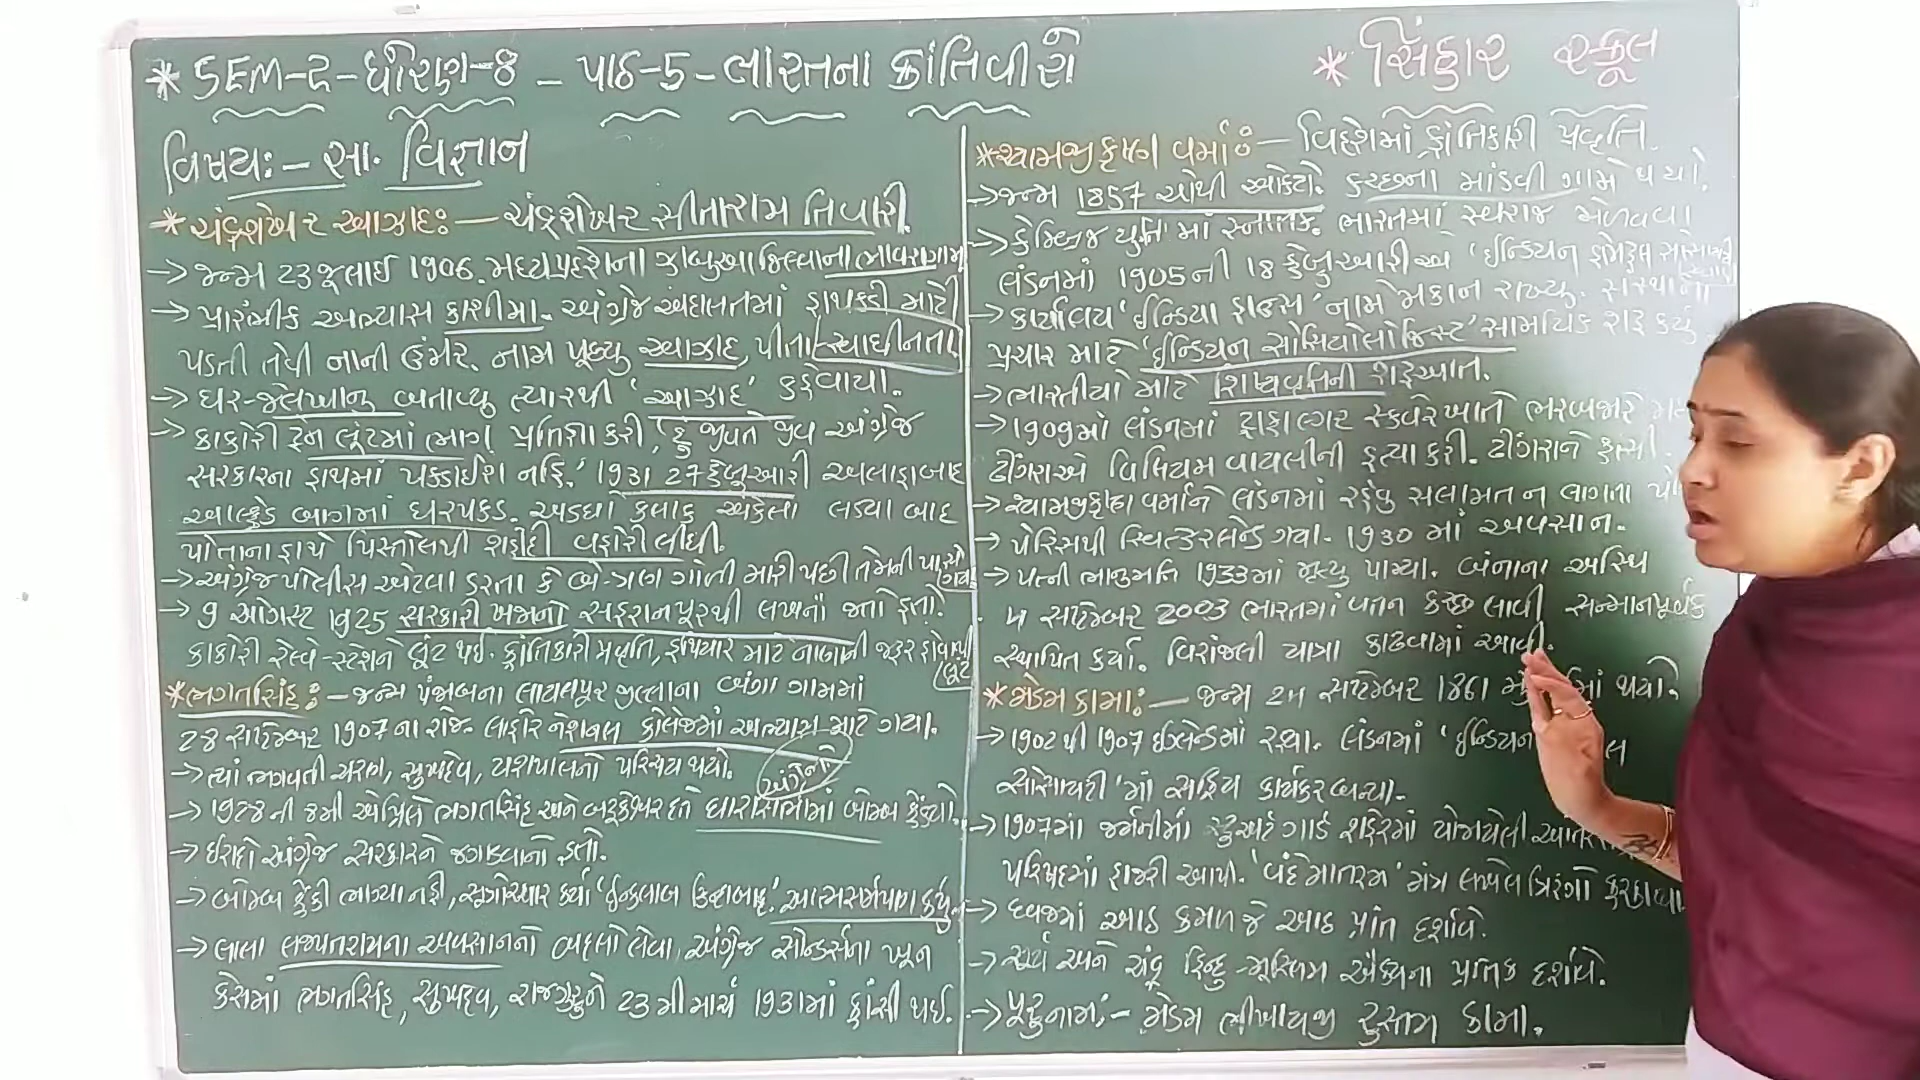 * SEM-2-ધોરણ-8 - પાઠ-5-ભારતના ક્રાંતિવીરો
* સિંહાર સ્કૂલ
વિષય:- સા. વિજ્ઞાન
* ચંદ્રશેખર આઝાદ:- ચંદ્રશેખર સીતારામ તિવારી.
→ જન્મ 23 જૂલાઈ 1906. મધ્યપ્રદેશના જાબુઆ જિલ્લાના ભાવરાગામ
→ પ્રારંભીક અભ્યાસ કાશીમા. અંગ્રેજ અદાલતમાં હાથકડી મોટી
પડતી તેવી નાની ઉંમરે. નામ પૂછ્યુ આઝાદ, પીતા-સ્વાધીનતા
→ ઘર-જેલખાનુ બતાવ્યુ ત્યારથી 'આઝાદ' કહેવાયા.
→ કાકોરી ટ્રેન લૂંટમાં ભાગ પ્રતિજ્ઞા કરી, 'હુ જીવતે જીવ અંગ્રેજ
સરકારના હાથમાં પકડાઈશ નહિ.' 1931 27 ફેબ્રુઆરી અલાહાબાદ
આલ્ફ્રેડ બાગમાં ધરપકડ. અડધો કલાક એકલા લડયા બાદ
પોતાના હાથે પિસ્તોલથી શહીદી વહોરી લીધી.
→ અંગ્રેજ પોલીસ એટલા ડરતા કે બે-ત્રણ ગોળી મારી પછી તેમની પાસે
ગયા
→ 9 ઓગસ્ટ 1925 સરકારી ખજાનો સહરાનપૂરથી લખનૌ જતો હતો.
કાકોરી રેલ્વે-સ્ટેશને લૂંટ થઈ. ક્રાંતિકારી પ્રવૃતિ, હથિયાર માટે નાણાની જરૂર હોવાથી
લૂંટ
* ભગતસિંહ:- જન્મ પંજાબના લાયલપૂર જીલ્લાના બંગા ગામમાં
28 સપ્ટેમ્બર 1907 ના રોજ. લાહોર નેશનલ કોલેજમાં અભ્યાસ માટે ગયા.
→ ત્યાં ભગવતી ચરણ, સુખદેવ, યશપાલનો પરિચય થયો.
→ 1928 ની 8મી એપ્રિલે ભગતસિંહ અને બટૂકેશ્વર દતે ધારાસભામાં બોમ્બ ફેંક્યો.
→ ઈરાદો અંગ્રેજ સરકારને જગાડવાનો હતો.
→ બોમ્બ ફેંકી ભાગ્યા નહી, સૂત્રોચ્ચાર કર્યા 'ઈન્કલાબ ઝિન્દાબાદ'. આત્મસર્મપણ કર્યુ
→ લાલા લજપતરાયના અવસાનનો બદલો લેવા, અંગ્રેજ સોન્ડર્સના ખૂન
કેસમાં ભગતસિંહ, સુખદેવ, રાજગુરુને 23 મી માર્ચ 1931માં ફાંસી થઈ.
* શ્યામજીકૃષ્ણ વર્મા:- વિદેશમાં ક્રાંતિકારી પ્રવૃતિ.
→ જન્મ 1857 ચોથી ઓકટો. કચ્છના માંડવી ગામે થયો.
→ કેમ્બ્રિજ યુનિ માં સ્નાતક. ભારતમાં સ્વરાજ મેળવવા
લંડનમાં 1905ની 18 ફેબ્રુઆરીએ 'ઈન્ડિયન હોમરૂલ સોસાયટી
→ કાર્યાલય 'ઈન્ડિયા હાઉસ' નામે મકાન રાખ્યુ. સંસ્થાના
પ્રચાર માટે 'ઈન્ડિયન સોસિયોલોજિસ્ટ' સામયિક શરૂ કર્યુ
→ ભારતીયો માટે શિષ્યવૃતિની શરૂઆત.
→ 1909માં લંડનમાં ટ્રાફાલ્ગર સ્કવેર ખાતે ભરબજારે
ઢીંગરાએ વિલિયમ વાયલીની હત્યા કરી. ઢીંગરાને ફાંસી.
→ શ્યામજીકૃષ્ણ વર્માને લંડનમાં રહેવુ સલામત ન લાગતા
→ પેરિસથી સ્વિત્ઝરલેન્ડ ગયા. 1930 માં અવસાન.
→ પત્ની ભાનુમતિ 1933માં મૃત્યુ પામ્યા. બંનેના અસ્થિ
સપ્ટેમ્બર 2003 ભારતમાં વતન કચ્છ લાવી સન્માનપૂર્વક
સ્થાપિત કર્યા. વિરાંજલી યાત્રા કાઢવામાં આવી.
* મેડમ કામા:- જન્મ 24 સપ્ટેમ્બર 1861 થયો.
→ 1902 થી 1907 ઈંગ્લેન્ડમાં રહ્યા. લંડનમાં 'ઈન્ડિયન
સોસાયટી'માં સક્રિય કાર્યકર બન્યા.
→ 1907માં જર્મનીમાં સ્ટુઅર્ટ ગાર્ડ શહેરમાં યોજાયેલી
પરિષદમાં હાજરી આપી. 'વંદે માતરમ' મંત્ર લખેલ ત્રિરંગો ફરકાવ્યા
→ ધ્વજમાં આઠ કમળ જે આઠ પ્રાંત દર્શાવે.
→ સૂર્ય અને ચંદ્ર હિન્દુ-મૂસ્લિમ ઐક્યના પ્રતિક દર્શાવે.
→ પૂરુ નામ:- મેડમ ભીખાયજી રુસ્તમ કામા.